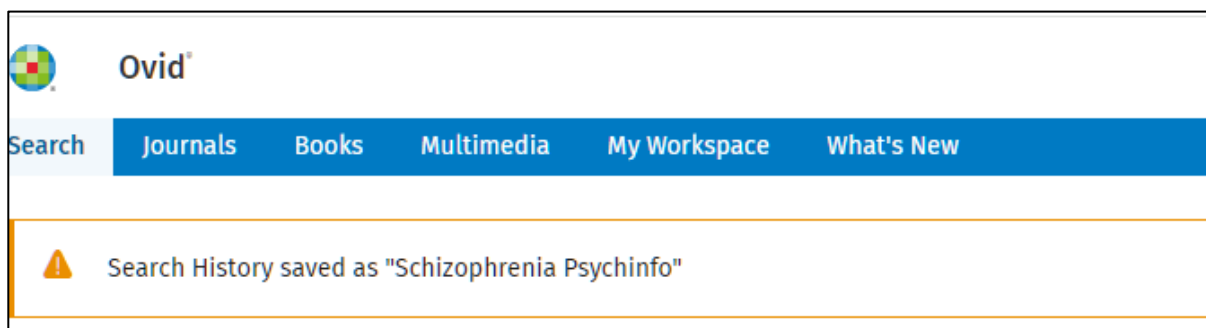 Ovid®
Search Journals Books Multimedia My Workspace What's New
Search History saved as "Schizophrenia Psychinfo"